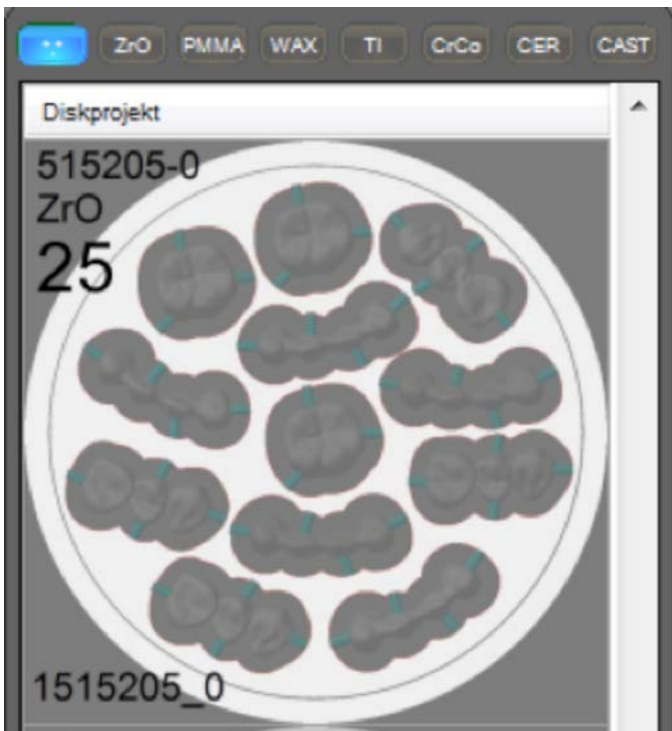 ZrO PMMA WAX TI CrCo CER CAST
Diskprojekt
515205-0
ZrO
25
1515205_0